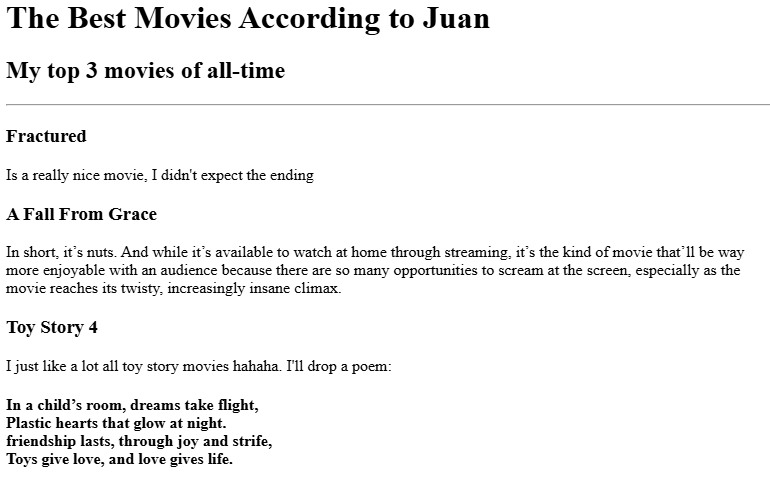 The Best Movies According to Juan
My top 3 movies of all-time
Fractured
Is a really nice movie, I didn't expect the ending
A Fall From Grace
In short, it’s nuts. And while it’s available to watch at home through streaming, it’s the kind of movie that’ll be way
more enjoyable with an audience because there are so many opportunities to scream at the screen, especially as the
movie reaches its twisty, increasingly insane climax.
Toy Story 4
I just like a lot all toy story movies hahaha. I'll drop a poem:
In a child’s room, dreams take flight,
Plastic hearts that glow at night.
friendship lasts, through joy and strife,
Toys give love, and love gives life.